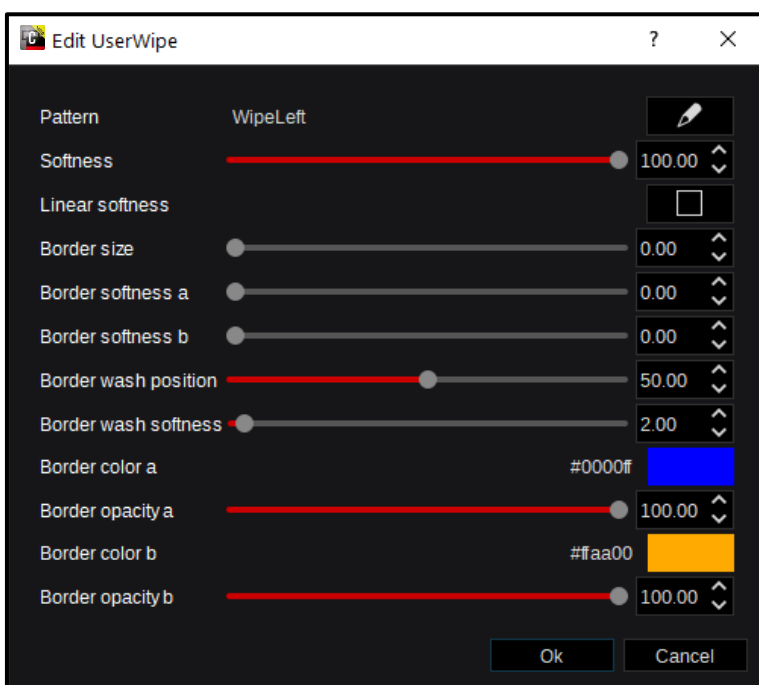 Edit UserWipe ?
Pattern WipeLeft
Softness 100.00
Linear softness
Border size 0.00
Border softness a 0.00
Border softness b 0.00
Border wash position 50.00
Border wash softness 2.00
Border color a #0000ff
Border opacity a 100.00
Border color b #ffaa00
Border opacity b 100.00
Ok Cancel